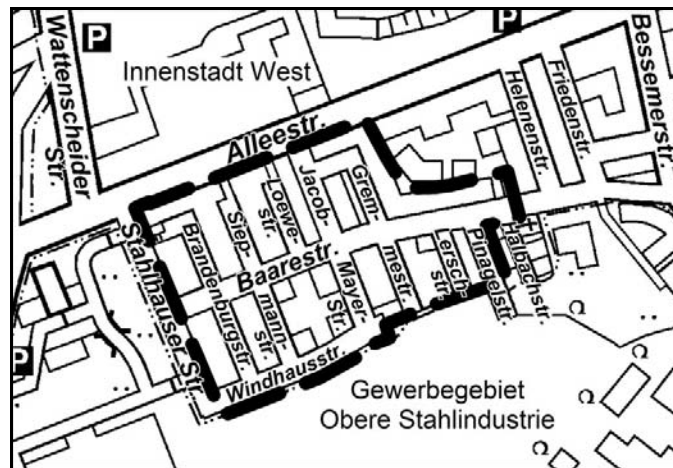 P
P
Wattenscheider
Str.
Innenstadt West
Bessemerstr.
Friedenstr.
Helenenstr.
Alleestr.
Jacob-
Grem-
Loewe-
str.
Siep-
Stahlhauser Str.
Brandenburgstr.
Baarestr.
Halbachstr.
Pinagelstr.
ersch-
str.
mestr.
Mayer-
Str.
mann-
str.
Windhausstr.
P
Gewerbegebiet
Obere Stahlindustrie